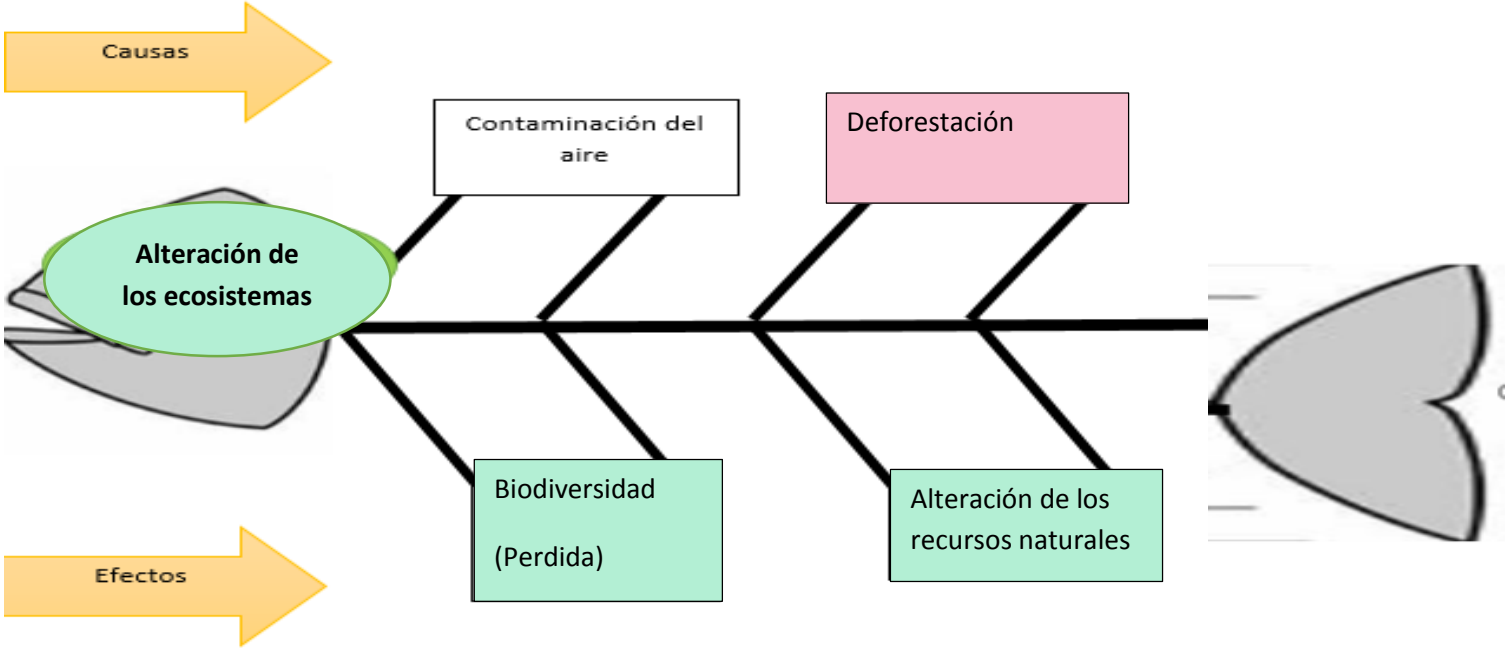 Causas
Contaminación del
aire
Deforestación
Alteración de
los ecosistemas
Biodiversidad
(Perdida)
Alteración de los
recursos naturales
Efectos